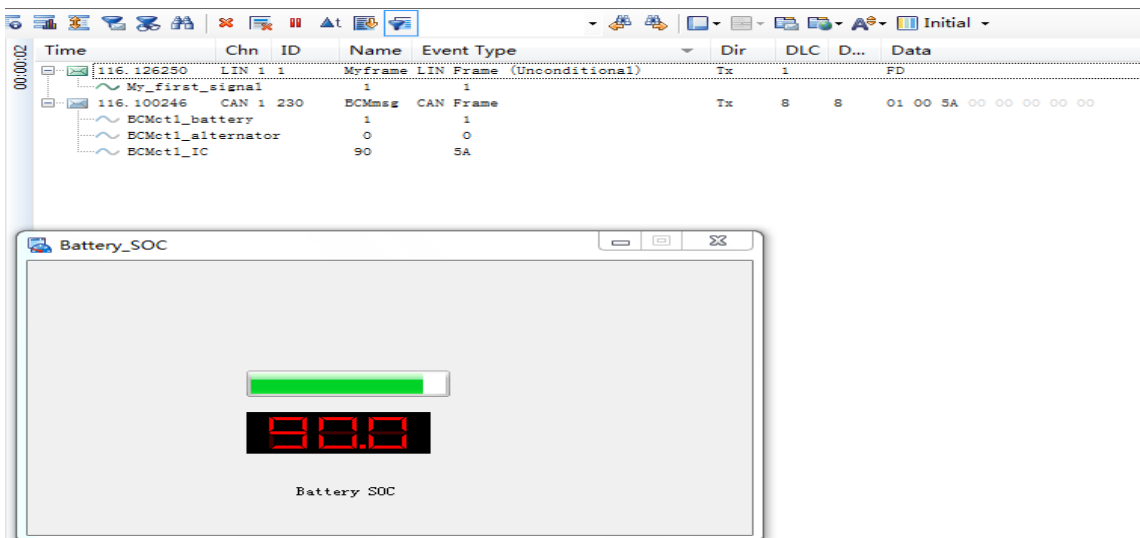 Δt Initial
00:00:02
Time Chn ID Name Event Type Dir DLC D... Data
116.126250 LIN 1 1 Myframe LIN Frame (Unconditional) Tx 1 FD
My_first_signal 1 1
116.100246 CAN 1 230 BCMmsg CAN Frame Tx 8 8 01 00 5A 00 00 00 00 00
BCMctl_battery 1 1
BCMctl_alternator 0 0
BCMctl_IC 90 5A
Battery_SOC
90.0
Battery SOC